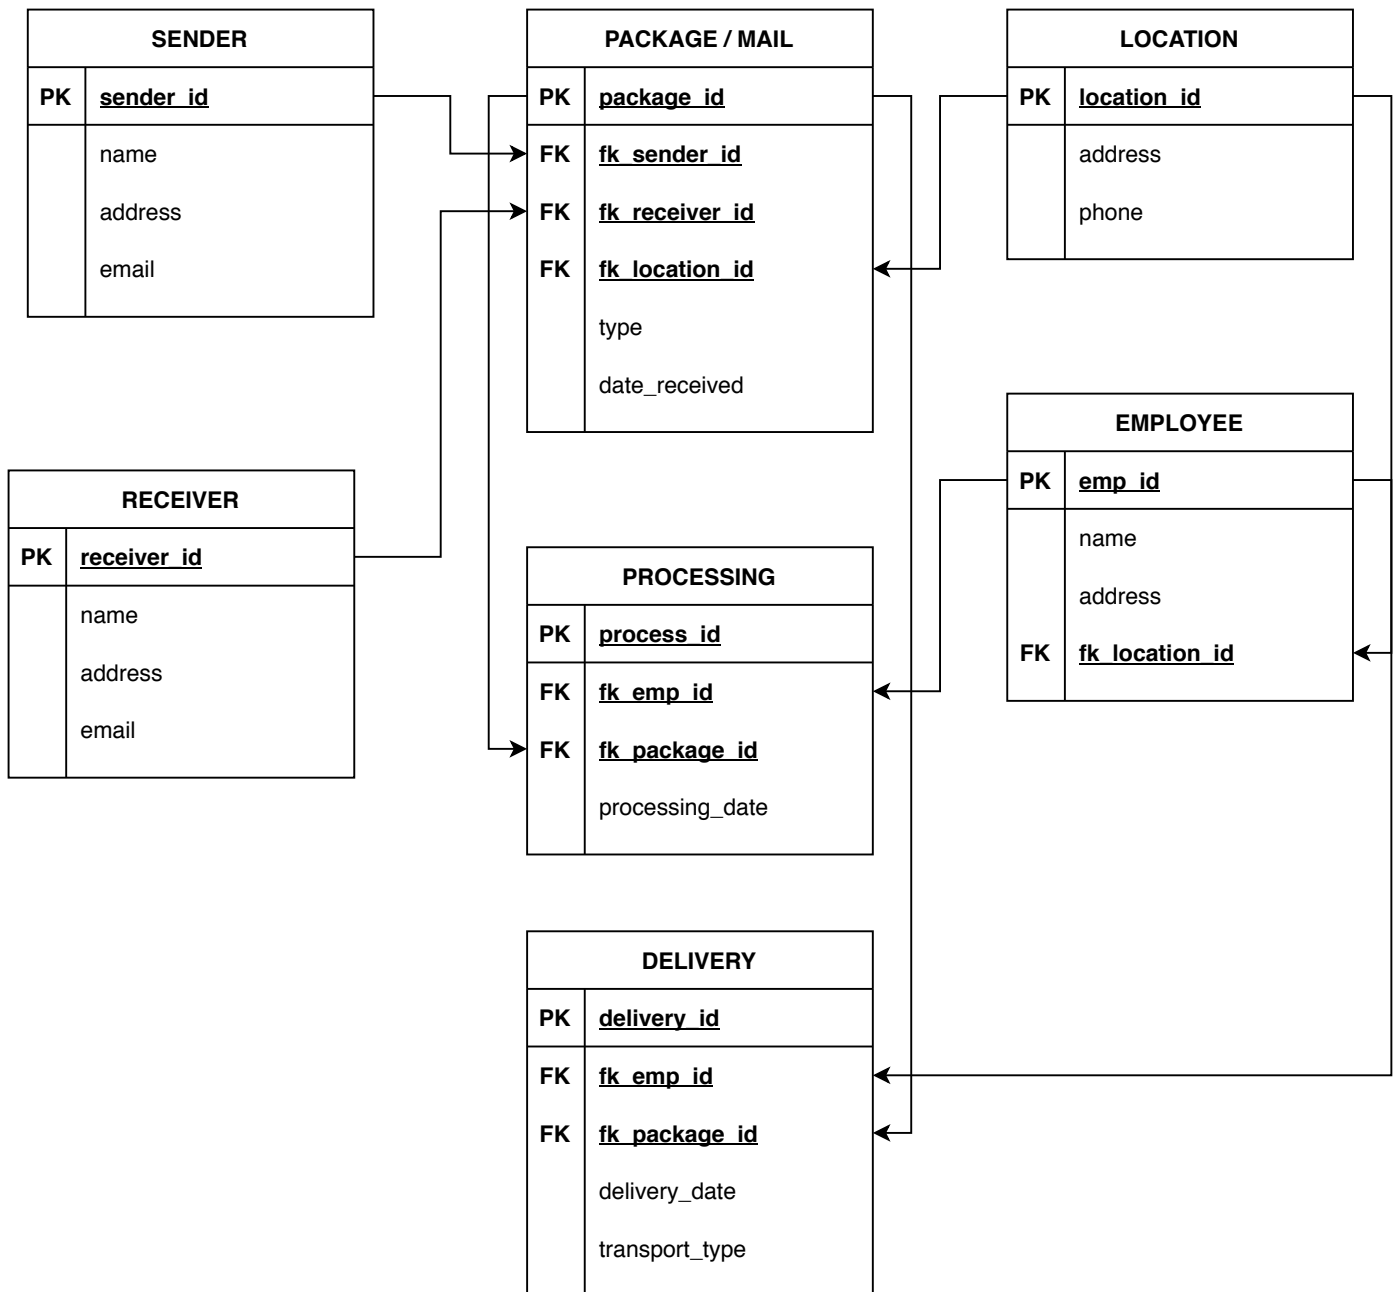 SENDER
PK sender_id
name
address
email
PACKAGE / MAIL
PK package_id
FK fk_sender_id
FK fk_receiver_id
FK fk_location_id
type
date_received
LOCATION
PK location_id
address
phone
RECEIVER
PK receiver_id
name
address
email
PROCESSING
PK process_id
FK fk_emp_id
FK fk_package_id
processing_date
EMPLOYEE
PK emp_id
name
address
FK fk_location_id
DELIVERY
PK delivery_id
FK fk_emp_id
FK fk_package_id
delivery_date
transport_type